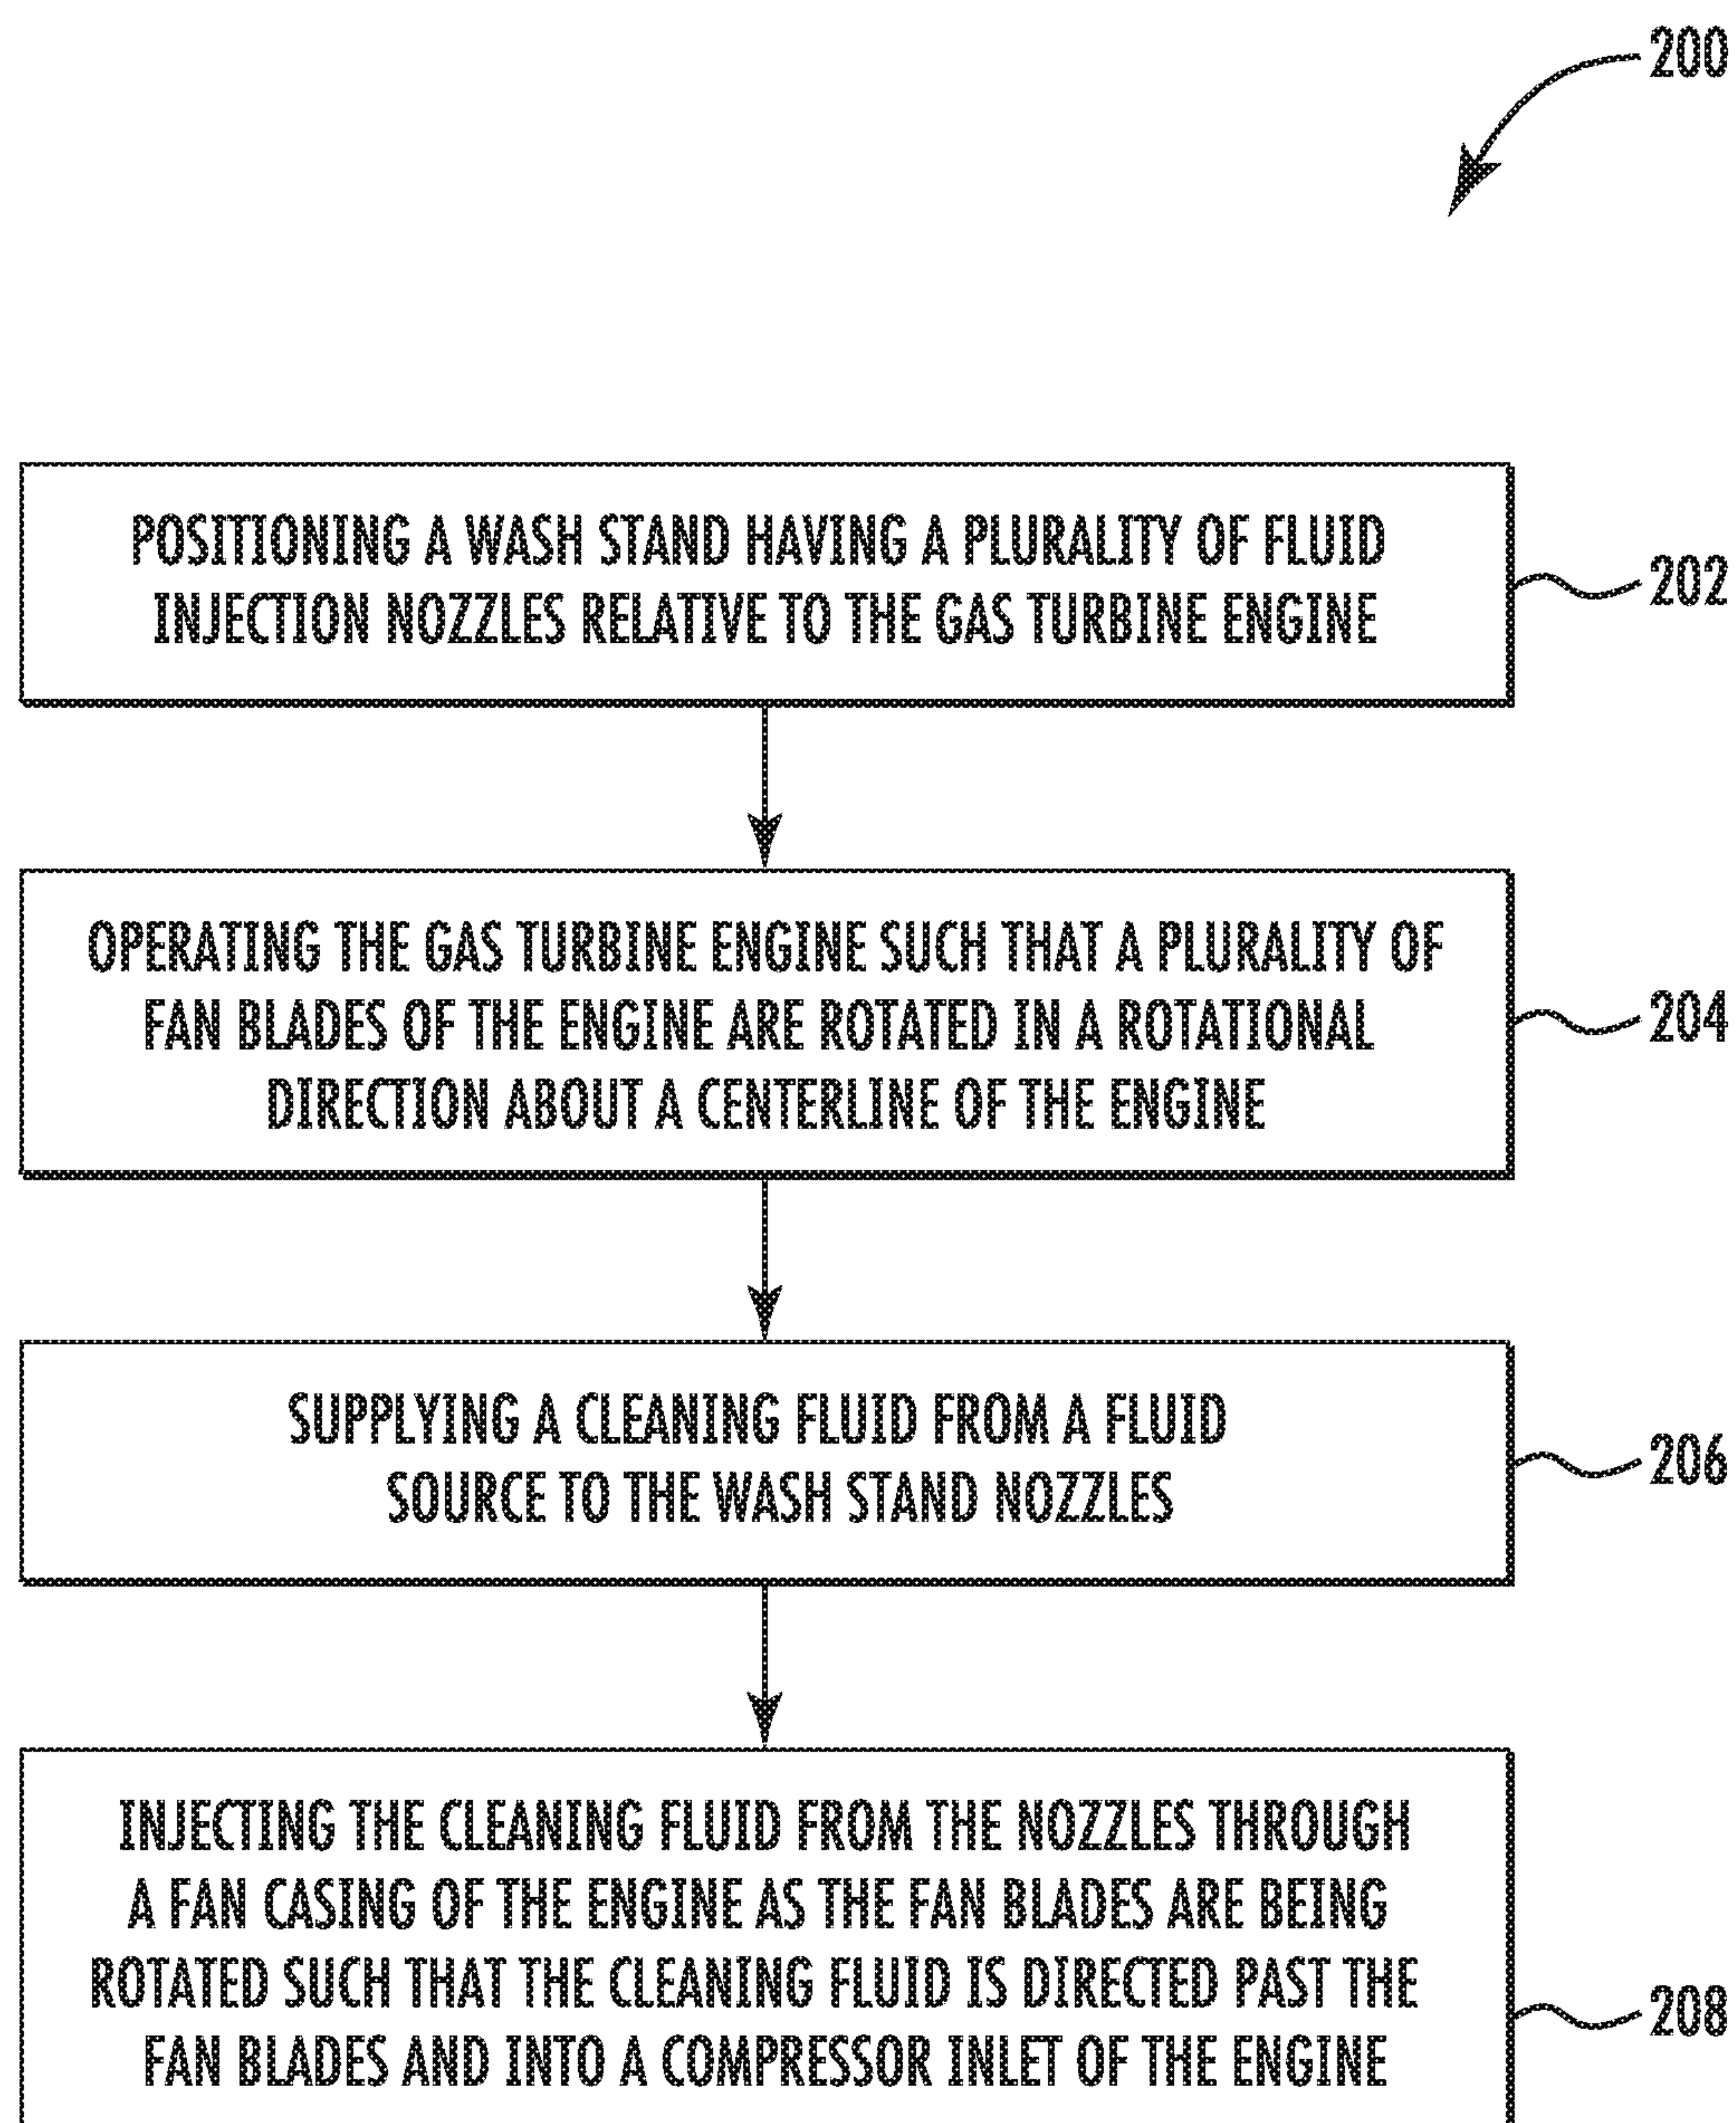 200
POSITIONING A WASH STAND HAVING A PLURALITY OF FLUID
INJECTION NOZZLES RELATIVE TO THE GAS TURBINE ENGINE
202
OPERATING THE GAS TURBINE ENGINE SUCH THAT A PLURALITY OF
FAN BLADES OF THE ENGINE ARE ROTATED IN A ROTATIONAL
DIRECTION ABOUT A CENTERLINE OF THE ENGINE
204
SUPPLYING A CLEANING FLUID FROM A FLUID
SOURCE TO THE WASH STAND NOZZLES
206
INJECTING THE CLEANING FLUID FROM THE NOZZLES THROUGH
A FAN CASING OF THE ENGINE AS THE FAN BLADES ARE BEING
ROTATED SUCH THAT THE CLEANING FLUID IS DIRECTED PAST THE
FAN BLADES AND INTO A COMPRESSOR INLET OF THE ENGINE
208